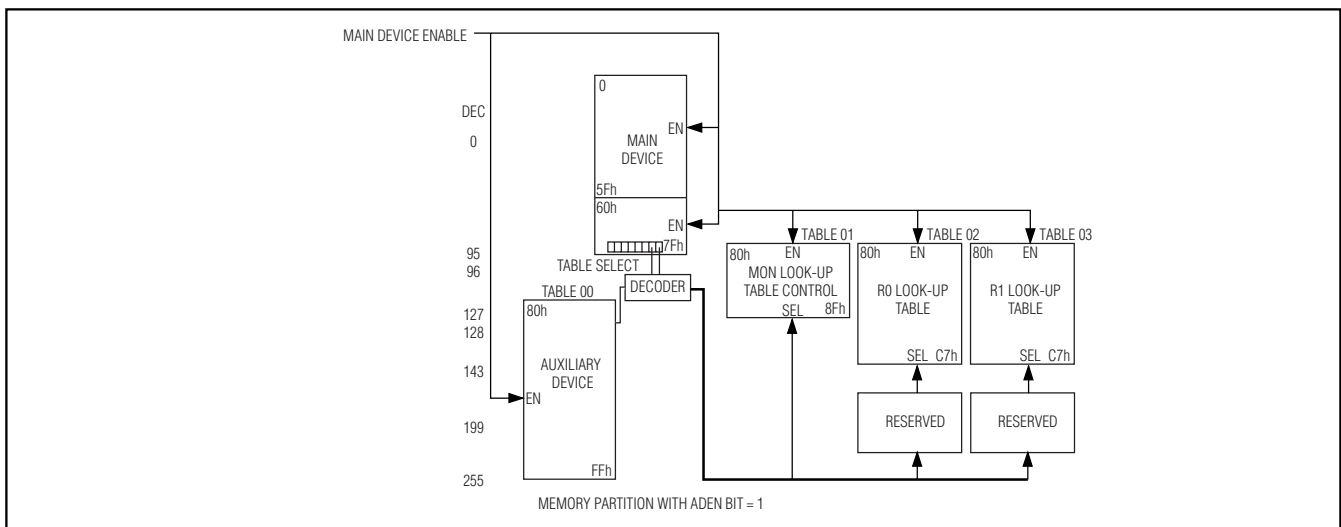 MAIN DEVICE ENABLE
DEC
0
95
96
127
128
143
199
255
0
EN
MAIN
DEVICE
5Fh
60h
EN
7Fh
TABLE SELECT
DECODER
TABLE 00
80h
AUXILIARY
DEVICE
EN
FFh
TABLE 01
80h
EN
MON LOOK-UP
TABLE CONTROL
SEL
8Fh
TABLE 02
80h
EN
R0 LOOK-UP
TABLE
SEL C7h
RESERVED
TABLE 03
80h
EN
R1 LOOK-UP
TABLE
SEL C7h
RESERVED
MEMORY PARTITION WITH ADEN BIT = 1